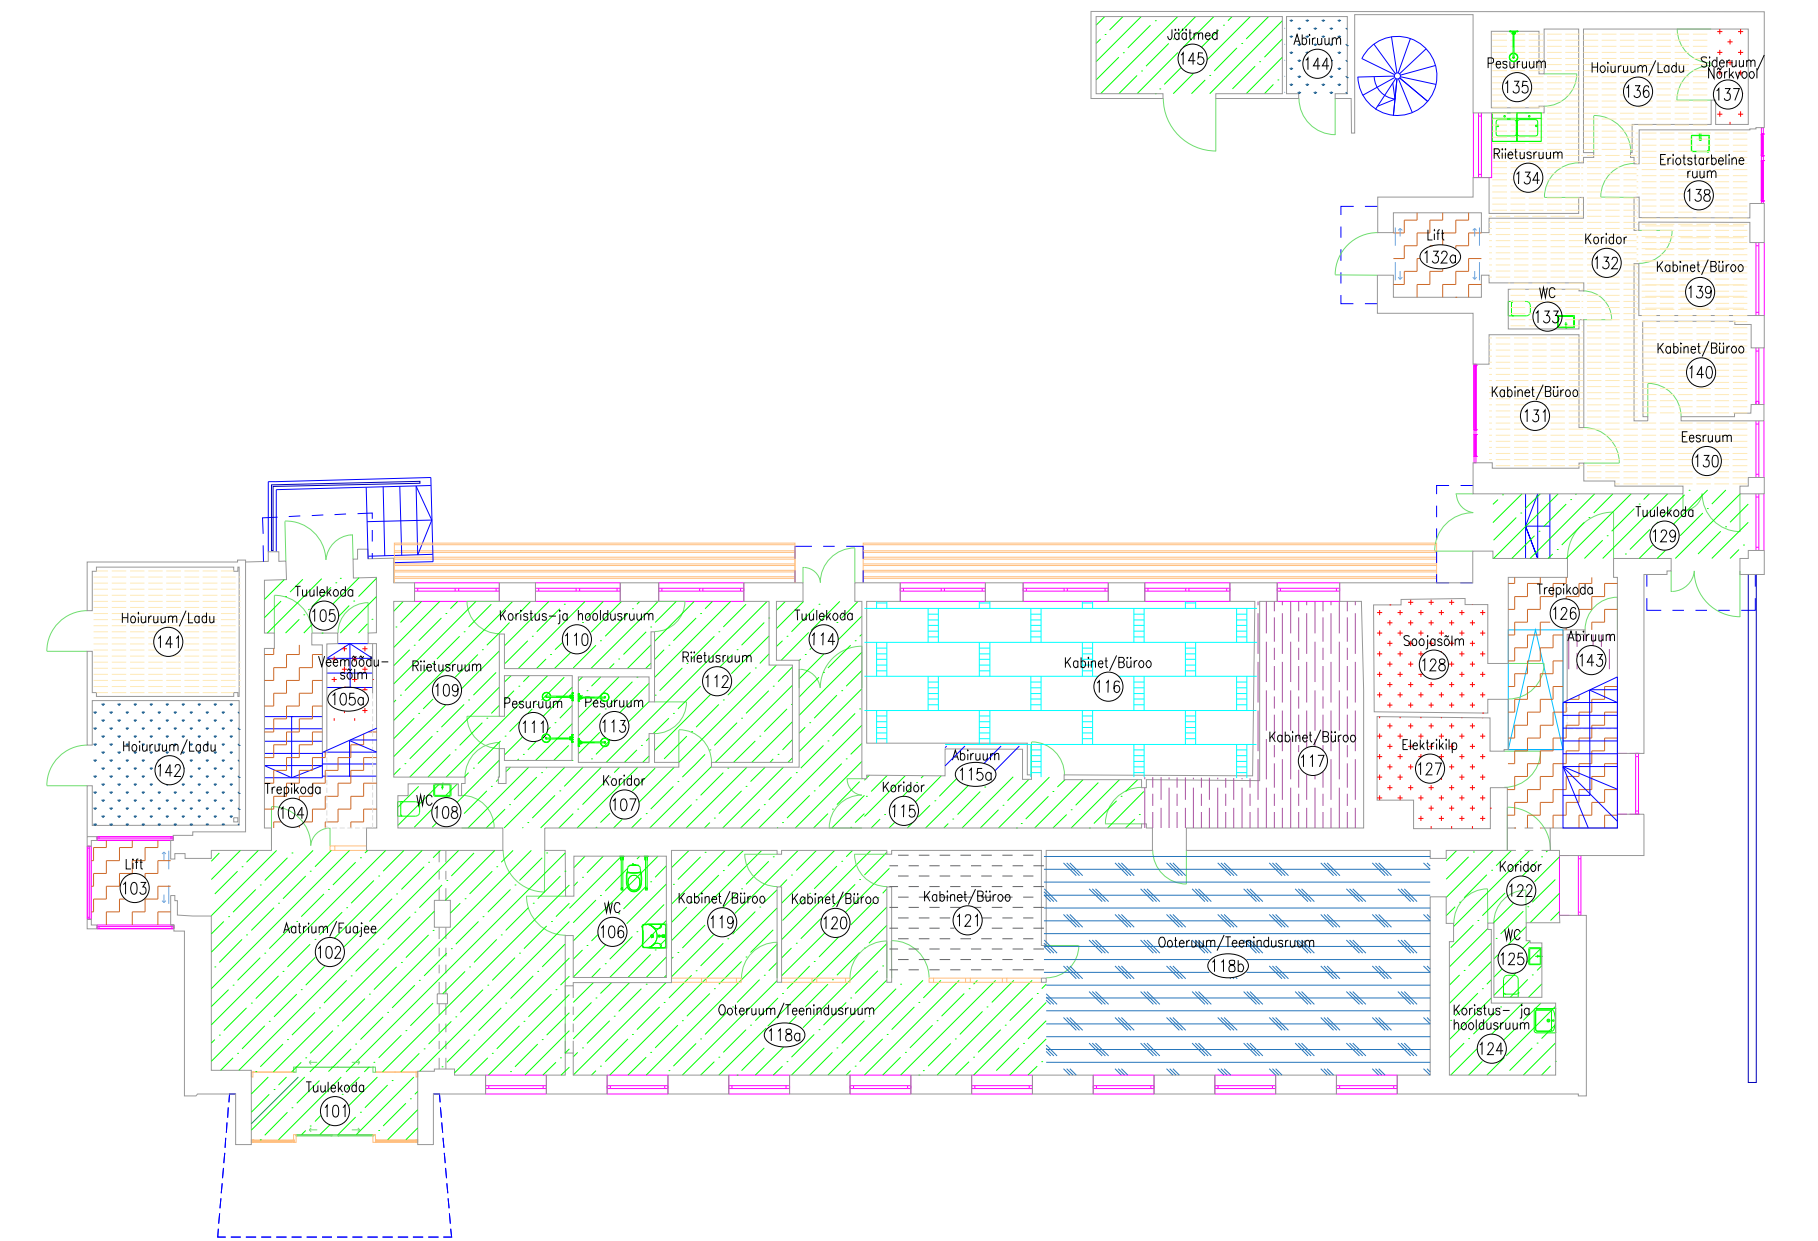 Jäätmed
145
Abiruum
144
Pesuruum
135
Hoiuruum/Ladu
136
Sideruum/
Nõrkvool
137
Riietusruum
134
Eriotstarbeline
ruum
138
Lift
132a
Koridor
132
Kabinet/Büroo
139
WC
133
Kabinet/Büroo
140
Kabinet/Büroo
131
Eesruum
130
Tuulekoda
129
Trepikoda
126
Abiruum
143
Soojasõlm
128
Elektrikilp
127
Hoiuruum/Ladu
141
Hoiuruum/Ladu
142
Tuulekoda
105
Veemõõdu-
sõlm
105a
Trepikoda
104
Lift
103
Riietusruum
109
Koristus-ja hooldusruum
110
Riietusruum
112
Pesuruum
111
Pesuruum
113
Tuulekoda
114
Kabinet/Büroo
116
Kabinet/Büroo
117
Abiruum
115a
Koridor
115
Koridor
107
WC
108
Aatrium/Fuajee
102
WC
106
Kabinet/Büroo
119
Kabinet/Büroo
120
Kabinet/Büroo
121
Ooteruum/Teenindusruum
118b
Ooteruum/Teenindusruum
118a
Koridor
122
WC
125
Koristus- ja
hooldusruum
124
Tuulekoda
101